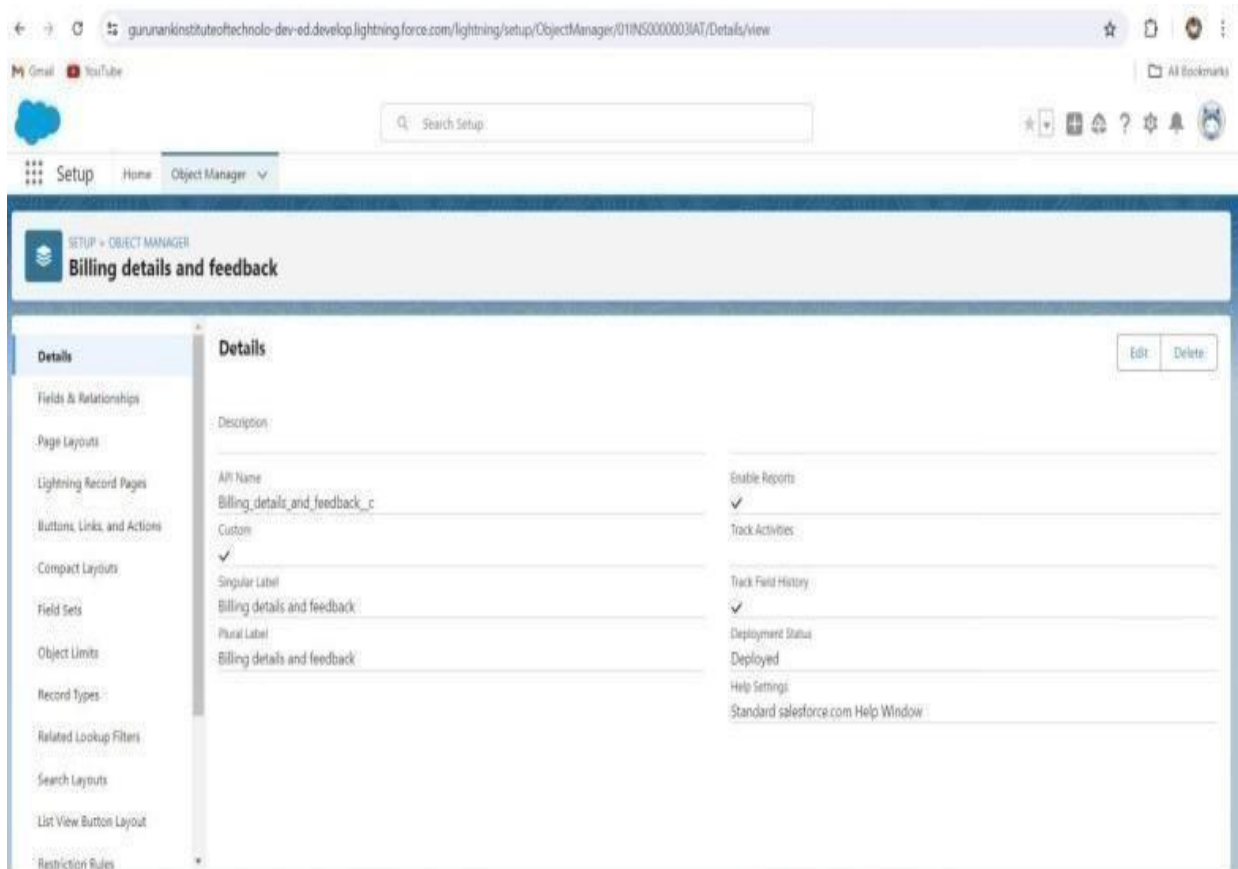 gurunankinstituteoftechnolo-dev-ed.develop.lightning.force.com/lightning/setup/ObjectManager/01INS0000003IAT/Details/view
Gmail YouTube All Bookmarks
Search Setup
Setup Home Object Manager
SETUP > OBJECT MANAGER
Billing details and feedback
Details
Fields & Relationships
Page Layouts
Lightning Record Pages
Buttons, Links, and Actions
Compact Layouts
Field Sets
Object Limits
Record Types
Related Lookup Filters
Search Layouts
List View Button Layout
Restriction Rules
Details
Edit Delete
Description
API Name
Billing_details_and_feedback__c
Custom
Singular Label
Billing details and feedback
Plural Label
Billing details and feedback
Enable Reports
Track Activities
Track Field History
Deployment Status
Deployed
Help Settings
Standard salesforce.com Help Window